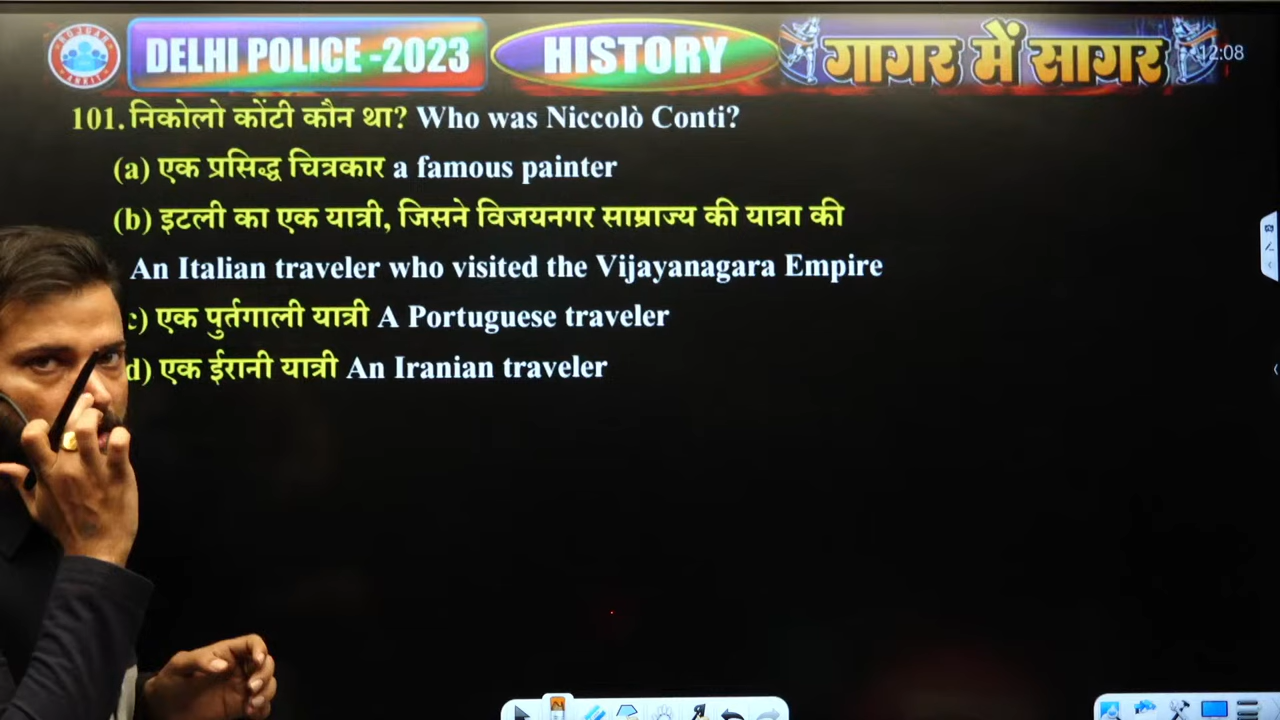 ROJGAR
ANKIT
DELHI POLICE -2023
HISTORY
गागर में सागर
12:08
101. निकोलो कोंटी कौन था? Who was Niccolò Conti?
(a) एक प्रसिद्ध चित्रकार a famous painter
(b) इटली का एक यात्री, जिसने विजयनगर साम्राज्य की यात्रा की
An Italian traveler who visited the Vijayanagara Empire
c) एक पुर्तगाली यात्री A Portuguese traveler
d) एक ईरानी यात्री An Iranian traveler